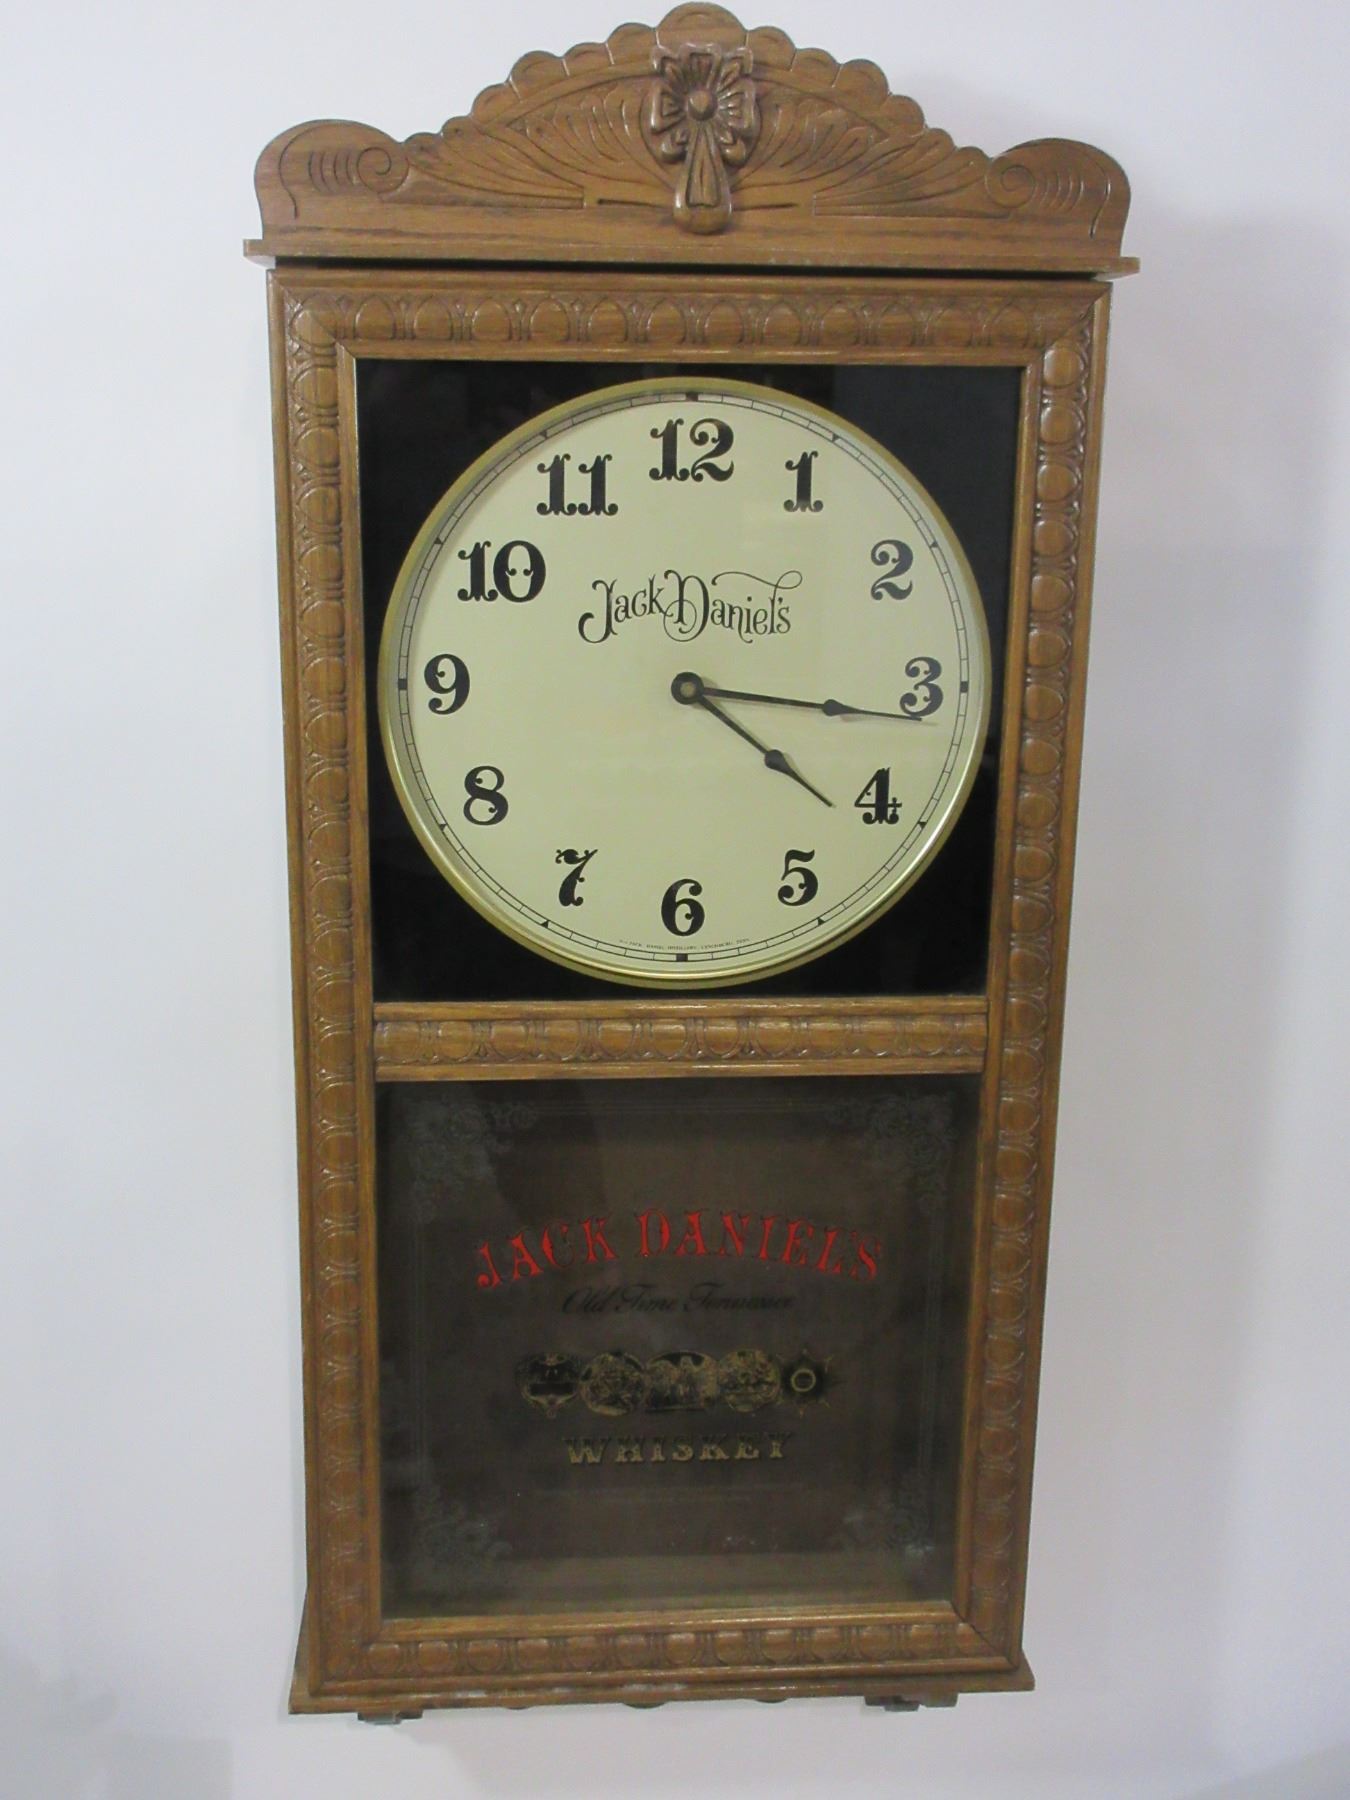 12
11 1
10 2
Jack Daniel's
9 3
8 4
7 5
6
JACK DANIEL'S
Old Time Tennessee
WHISKEY